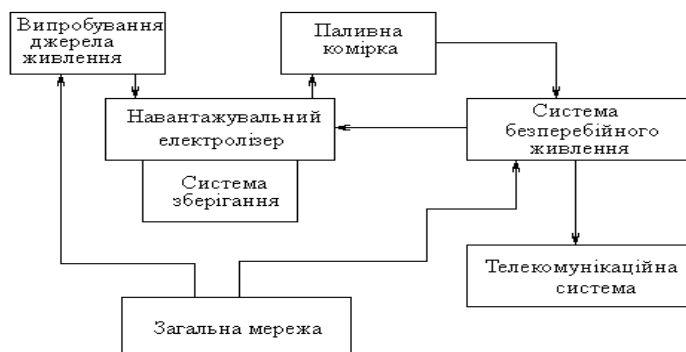 Випробування
джерела
живлення
Паливна
комірка
Навантажувальний
електролізер
Система
безперебійного
живлення
Система
зберігання
Телекомунікаційна
система
Загальна мережа